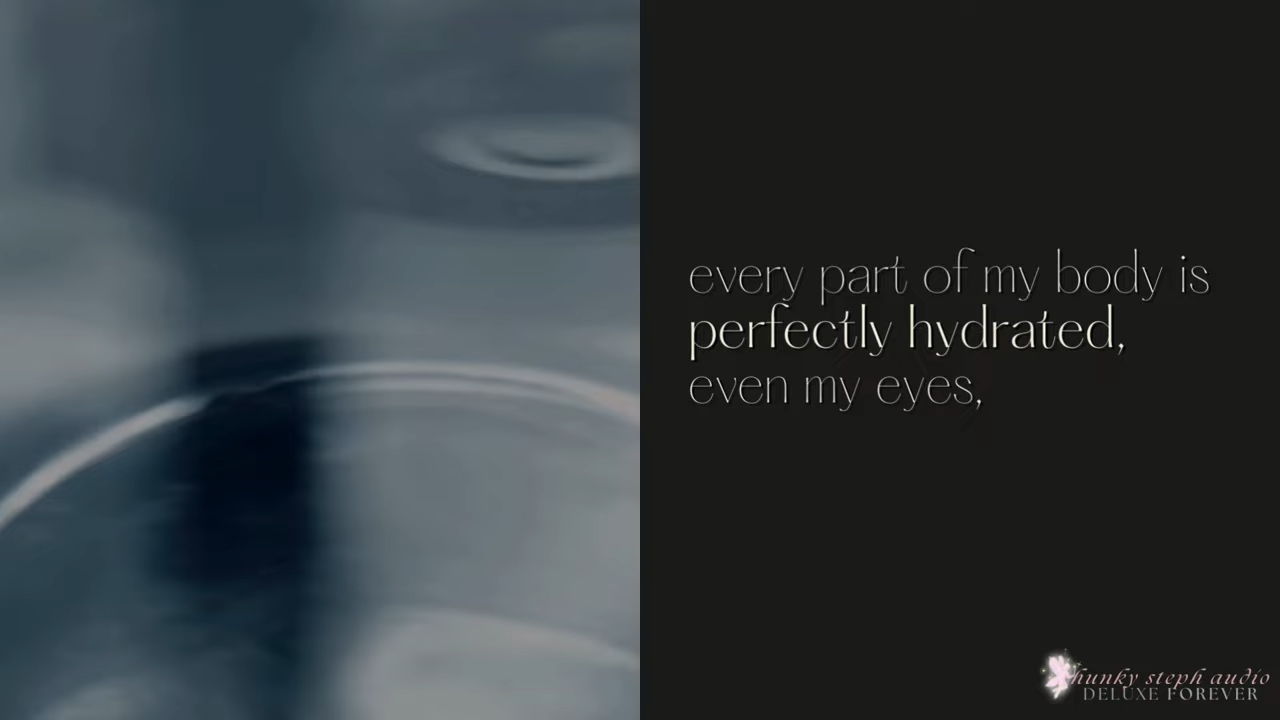 every part of my body is
perfectly hydrated,
even my eyes,
hunky steph audio
DELUXE FOREVER